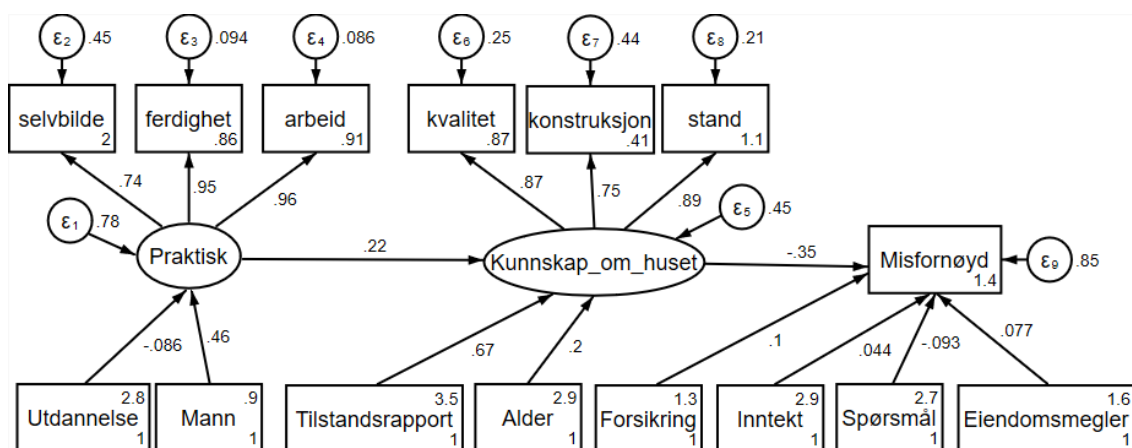 ε₂ .45 ε₃ .094 ε₄ .086 ε₆ .25 ε₇ .44 ε₈ .21
selvbilde 2 ferdighet .86 arbeid .91 kvalitet .87 konstruksjon .41 stand 1.1
.74 .95 .96 .87 .75 .89
ε₁ .78 ε₅ .45
Praktisk .22 Kunnskap_om_huset -.35 Misfornøyd 1.4 ε₉ .85
-.086 .46 .67 .2 .1 .044 -.093 .077
2.8 .9 3.5 2.9 1.3 2.9 2.7 1.6
Utdannelse Mann Tilstandsrapport Alder Forsikring Inntekt Spørsmål Eiendomsmegler
1 1 1 1 1 1 1 1